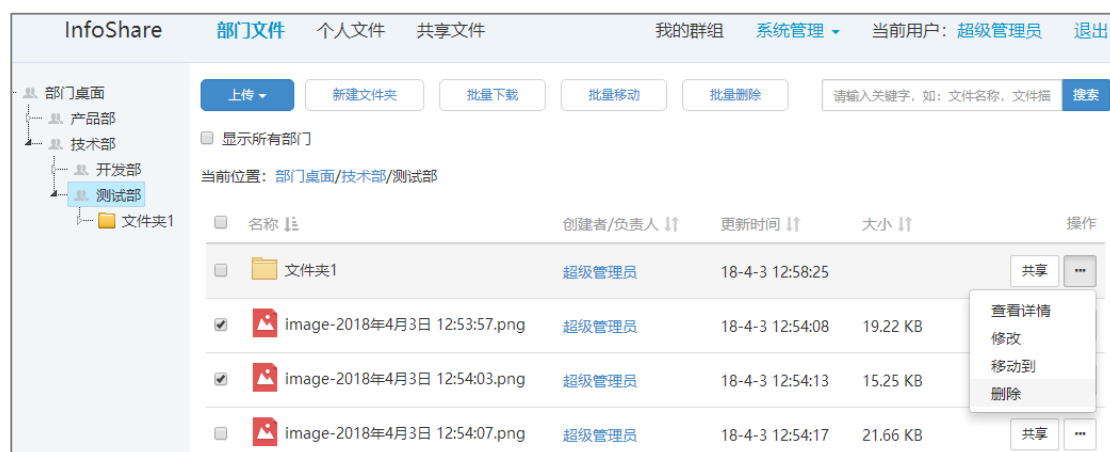 InfoShare 部门文件 个人文件 共享文件 我的群组 系统管理 当前用户：超级管理员 退出
部门桌面
产品部
技术部
开发部
测试部
文件夹1
上传 新建文件夹 批量下载 批量移动 批量删除 请输入关键字，如：文件名称，文件描 搜索
显示所有部门
当前位置：部门桌面/技术部/测试部
名称 创建者/负责人 更新时间 大小 操作
文件夹1 超级管理员 18-4-3 12:58:25 共享 ···
image-2018年4月3日 12:53:57.png 超级管理员 18-4-3 12:54:08 19.22 KB
image-2018年4月3日 12:54:03.png 超级管理员 18-4-3 12:54:13 15.25 KB
查看详情
修改
移动到
删除
image-2018年4月3日 12:54:07.png 超级管理员 18-4-3 12:54:17 21.66 KB 共享 ···